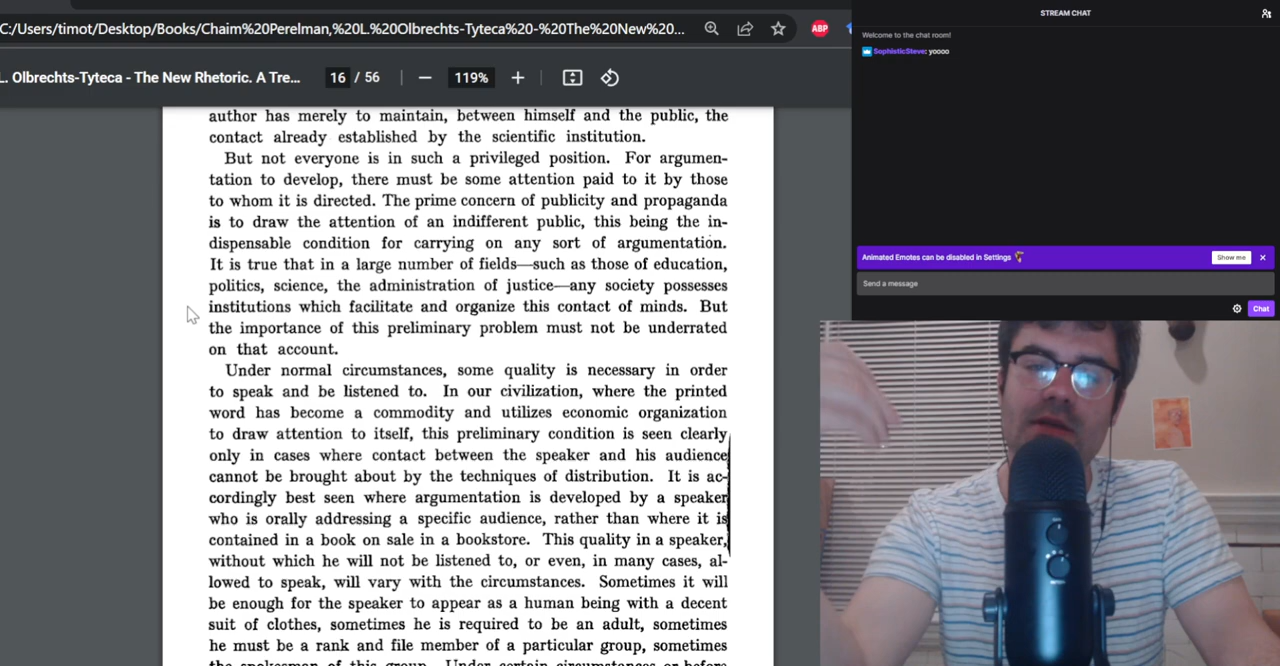 C:/Users/timot/Desktop/Books/Chaim%20Perelman,%20L.%20Olbrechts-Tyteca%20-%20The%20New%20...
ABP
L. Olbrechts-Tyteca - The New Rhetoric. A Tre...
16 / 56
119%
author has merely to maintain, between himself and the public, the
contact already established by the scientific institution.
But not everyone is in such a privileged position. For argumen-
tation to develop, there must be some attention paid to it by those
to whom it is directed. The prime concern of publicity and propaganda
is to draw the attention of an indifferent public, this being the in-
dispensable condition for carrying on any sort of argumentation.
It is true that in a large number of fields—such as those of education,
politics, science, the administration of justice—any society possesses
institutions which facilitate and organize this contact of minds. But
the importance of this preliminary problem must not be underrated
on that account.
Under normal circumstances, some quality is necessary in order
to speak and be listened to. In our civilization, where the printed
word has become a commodity and utilizes economic organization
to draw attention to itself, this preliminary condition is seen clearly
only in cases where contact between the speaker and his audience
cannot be brought about by the techniques of distribution. It is ac-
cordingly best seen where argumentation is developed by a speaker
who is orally addressing a specific audience, rather than where it is
contained in a book on sale in a bookstore. This quality in a speaker,
without which he will not be listened to, or even, in many cases, al-
lowed to speak, will vary with the circumstances. Sometimes it will
be enough for the speaker to appear as a human being with a decent
suit of clothes, sometimes he is required to be an adult, sometimes
he must be a rank and file member of a particular group, sometimes
the spokesman of this group. Under certain circumstances or before
STREAM CHAT
Welcome to the chat room!
SophisticSteve: yoooo
Animated Emotes can be disabled in Settings
Show me
Send a message
Chat